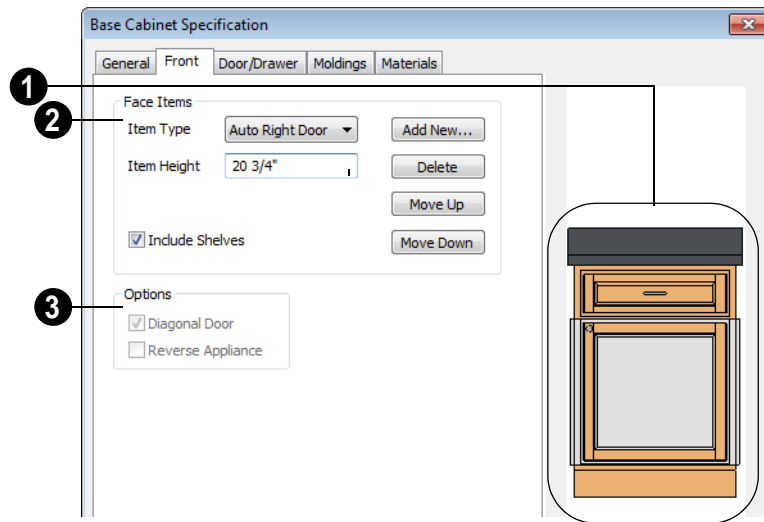 Base Cabinet Specification
General Front Door/Drawer Moldings Materials
1
Face Items
2
Item Type Auto Right Door Add New...
Item Height 20 3/4" Delete
Move Up
Include Shelves Move Down
3
Options
Diagonal Door
Reverse Appliance